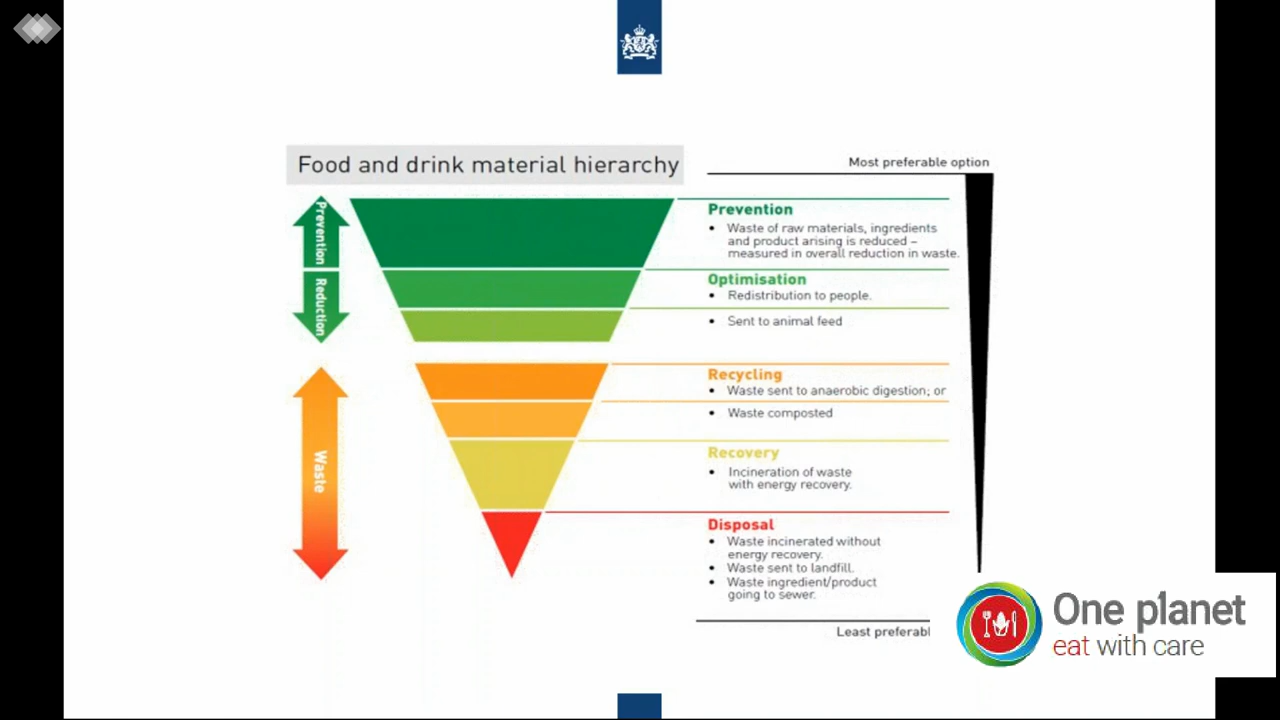 Food and drink material hierarchy
Most preferable option
Prevention
Reduction
Waste
Prevention
• Waste of raw materials, ingredients
and product arising is reduced –
measured in overall reduction in waste.
Optimisation
• Redistribution to people.
• Sent to animal feed
Recycling
• Waste sent to anaerobic digestion; or
• Waste composted
Recovery
• Incineration of waste
with energy recovery.
Disposal
• Waste incinerated without
energy recovery.
• Waste sent to landfill.
• Waste ingredient/product
going to sewer.
Least preferabl
One planet
eat with care